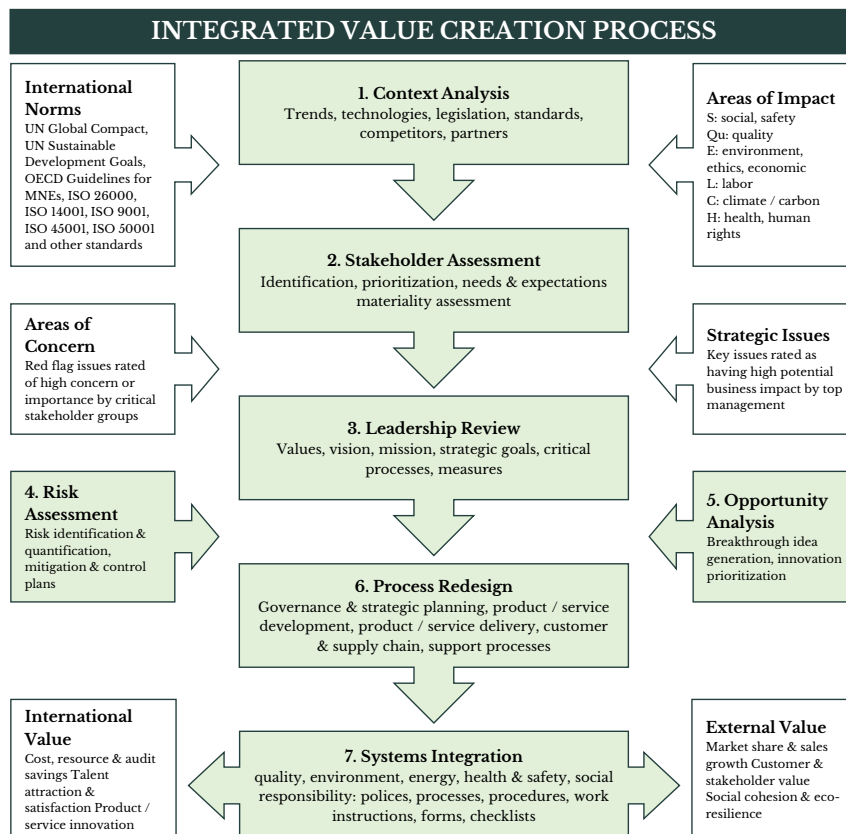 INTEGRATED VALUE CREATION PROCESS
International
Norms
UN Global Compact,
UN Sustainable
Development Goals,
OECD Guidelines for
MNEs, ISO 26000,
ISO 14001, ISO 9001,
ISO 45001, ISO 50001
and other standards
1. Context Analysis
Trends, technologies, legislation, standards,
competitors, partners
Areas of Impact
S: social, safety
Qu: quality
E: environment,
ethics, economic
L: labor
C: climate / carbon
H: health, human
rights
2. Stakeholder Assessment
Identification, prioritization, needs & expectations
materiality assessment
Areas of
Concern
Red flag issues rated
of high concern or
importance by critical
stakeholder groups
Strategic Issues
Key issues rated as
having high potential
business impact by top
management
3. Leadership Review
Values, vision, mission, strategic goals, critical
processes, measures
4. Risk
Assessment
Risk identification &
quantification,
mitigation & control
plans
5. Opportunity
Analysis
Breakthrough idea
generation, innovation
prioritization
6. Process Redesign
Governance & strategic planning, product / service
development, product / service delivery, customer
& supply chain, support processes
International
Value
Cost, resource & audit
savings Talent
attraction &
satisfaction Product /
service innovation
7. Systems Integration
quality, environment, energy, health & safety, social
responsibility: polices, processes, procedures, work
instructions, forms, checklists
External Value
Market share & sales
growth Customer &
stakeholder value
Social cohesion & eco-
resilience